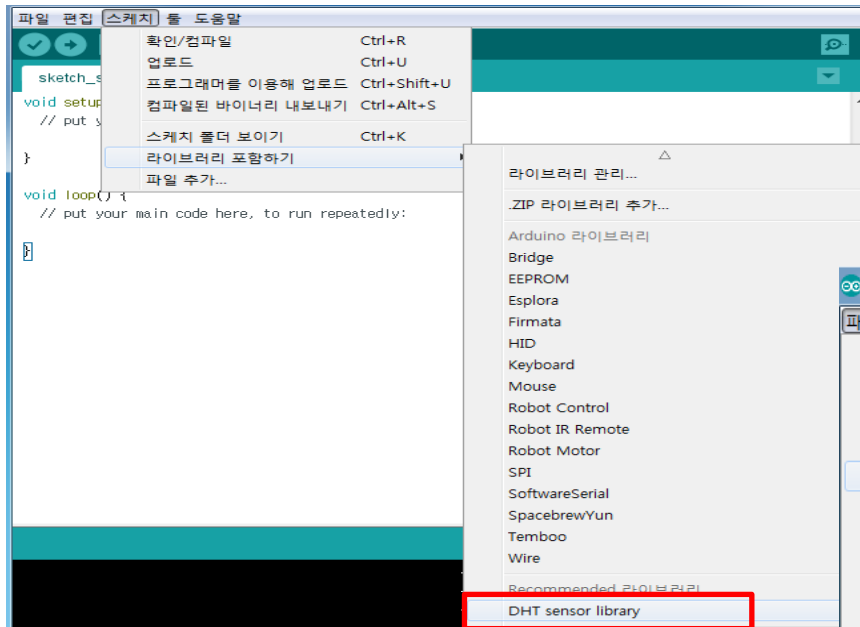 파일 편집 스케치 툴 도움말
확인/컴파일 Ctrl+R
업로드 Ctrl+U
프로그래머를 이용해 업로드 Ctrl+Shift+U
컴파일된 바이너리 내보내기 Ctrl+Alt+S
스케치 폴더 보이기 Ctrl+K
라이브러리 포함하기
파일 추가...
sketch_s
void setup
// put y
}
void loop() {
// put your main code here, to run repeatedly:
}
라이브러리 관리...
.ZIP 라이브러리 추가...
Arduino 라이브러리
Bridge
EEPROM
Esplora
Firmata
HID
Keyboard
Mouse
Robot Control
Robot IR Remote
Robot Motor
SPI
SoftwareSerial
SpacebrewYun
Temboo
Wire
Recommended 라이브러리
DHT sensor library